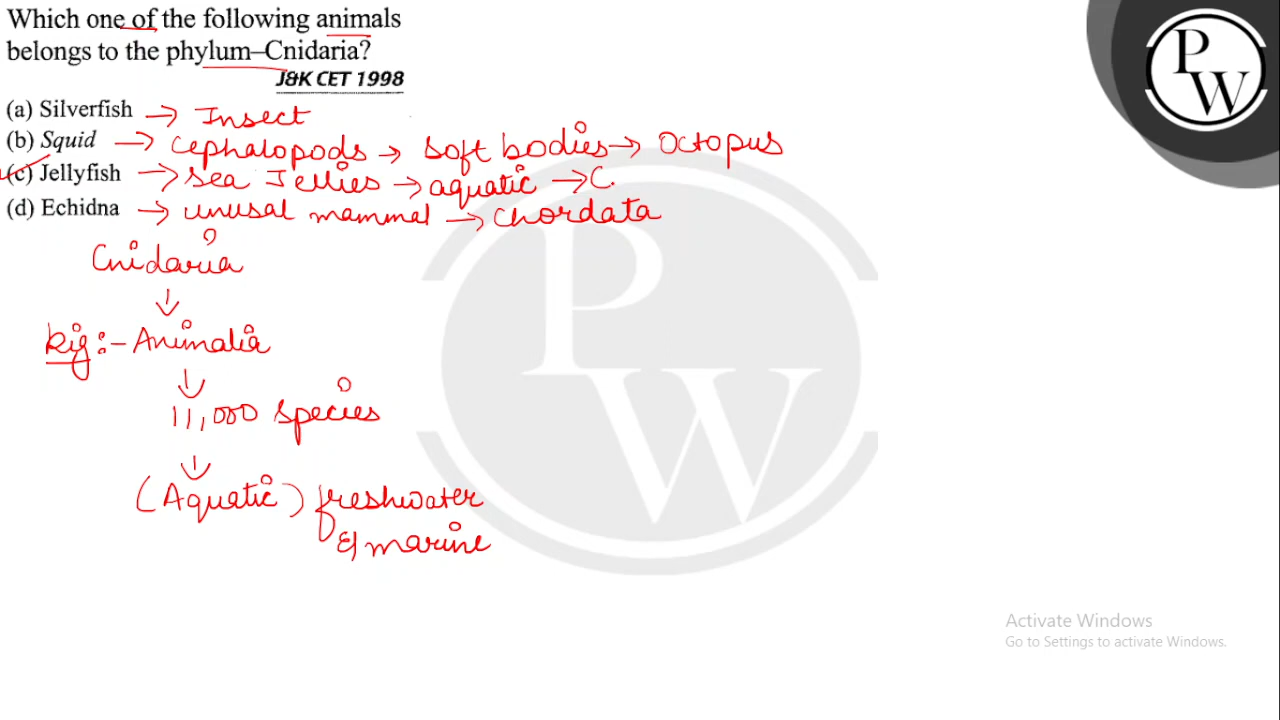 Which one of the following animals
belongs to the phylum–Cnidaria?
J&K CET 1998
(a) Silverfish → Insect
(b) Squid → Cephalopods → soft bodies → Octopus
(c) Jellyfish → Sea Jellies → aquatic → C.
(d) Echidna → unusal mammal → Chordata
Cnidaria
Kig:- Animalia
11,000 species
(Aquatic) freshwater
& marine
PW
PW
Activate Windows
Go to Settings to activate Windows.